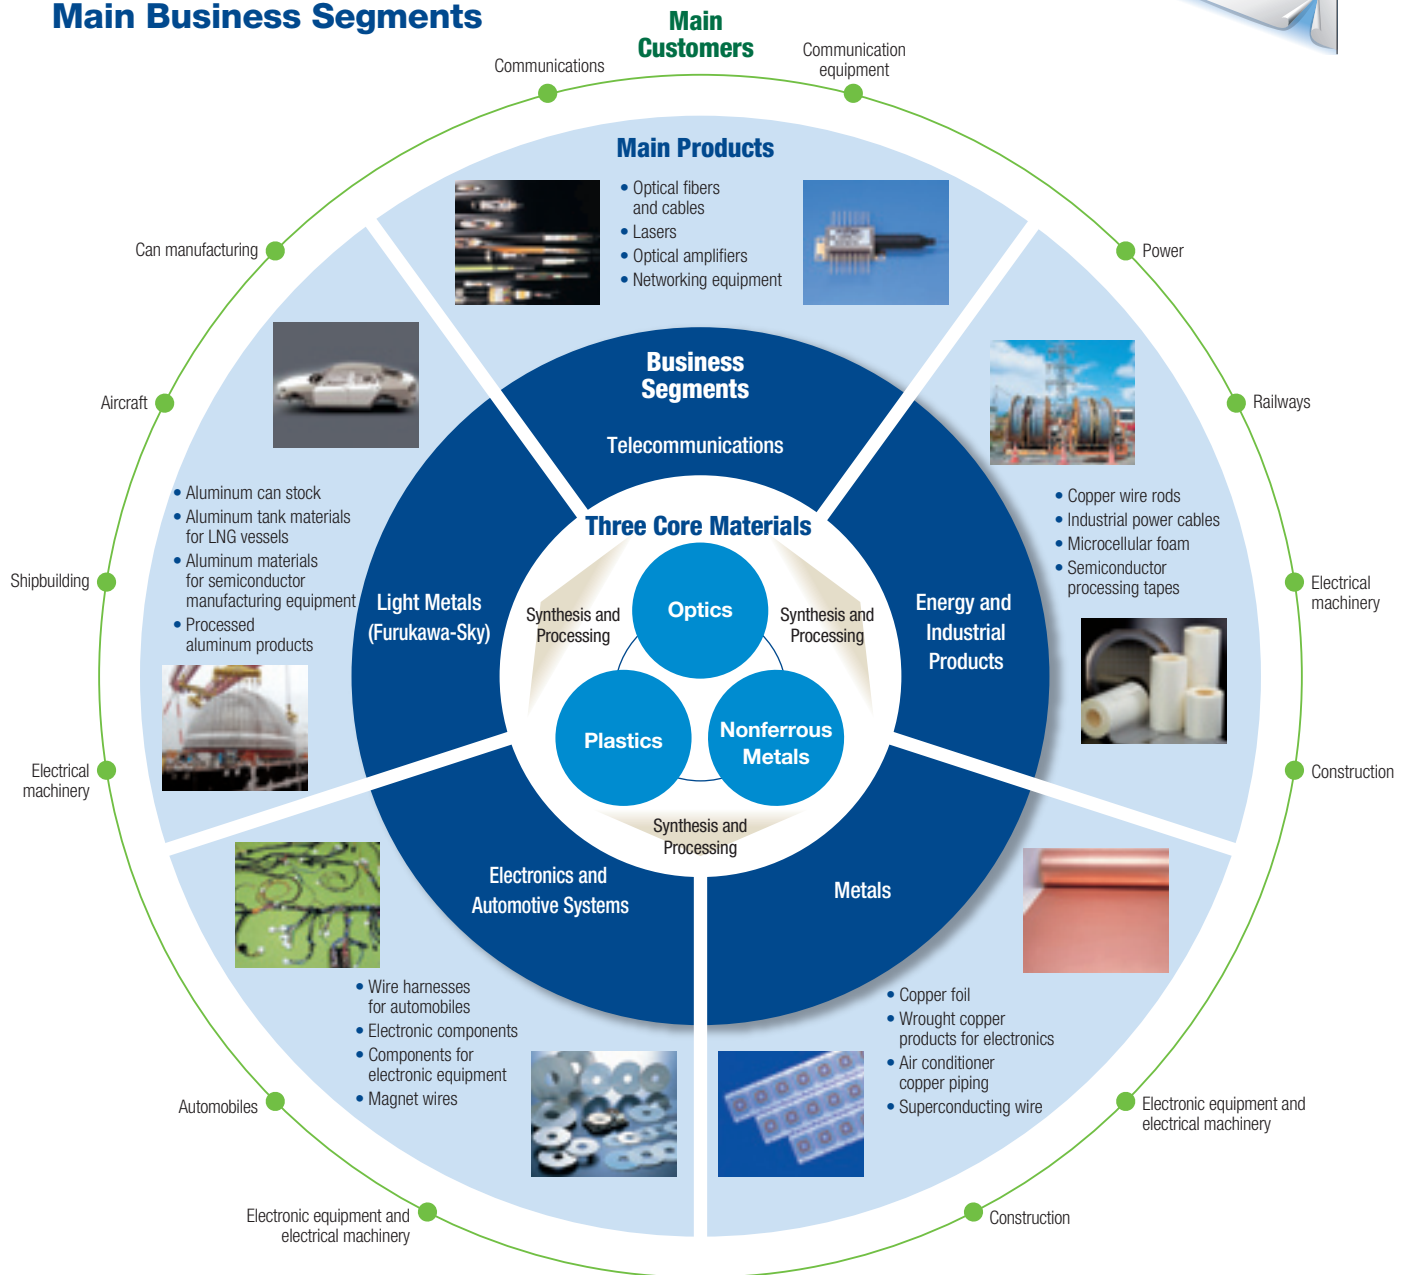 Main Business Segments
Main
Customers
Communications
Communication
equipment
Can manufacturing
Power
Aircraft
Railways
Shipbuilding
Electrical
machinery
Electrical
machinery
Construction
Automobiles
Electronic equipment and
electrical machinery
Electronic equipment and
electrical machinery
Construction
Main Products
• Optical fibers
and cables
• Lasers
• Optical amplifiers
• Networking equipment
Business
Segments
Telecommunications
• Aluminum can stock
• Aluminum tank materials
for LNG vessels
• Aluminum materials
for semiconductor
manufacturing equipment
• Processed
aluminum products
Light Metals
(Furukawa-Sky)
• Copper wire rods
• Industrial power cables
• Microcellular foam
• Semiconductor
processing tapes
Energy and
Industrial
Products
Three Core Materials
Synthesis and
Processing
Optics
Synthesis and
Processing
Plastics
Nonferrous
Metals
Synthesis and
Processing
Electronics and
Automotive Systems
• Wire harnesses
for automobiles
• Electronic components
• Components for
electronic equipment
• Magnet wires
Metals
• Copper foil
• Wrought copper
products for electronics
• Air conditioner
copper piping
• Superconducting wire